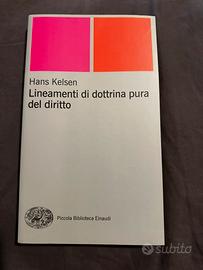 Hans Kelsen
Lineamenti di dottrina pura
del diritto
Piccola Biblioteca Einaudi
subito